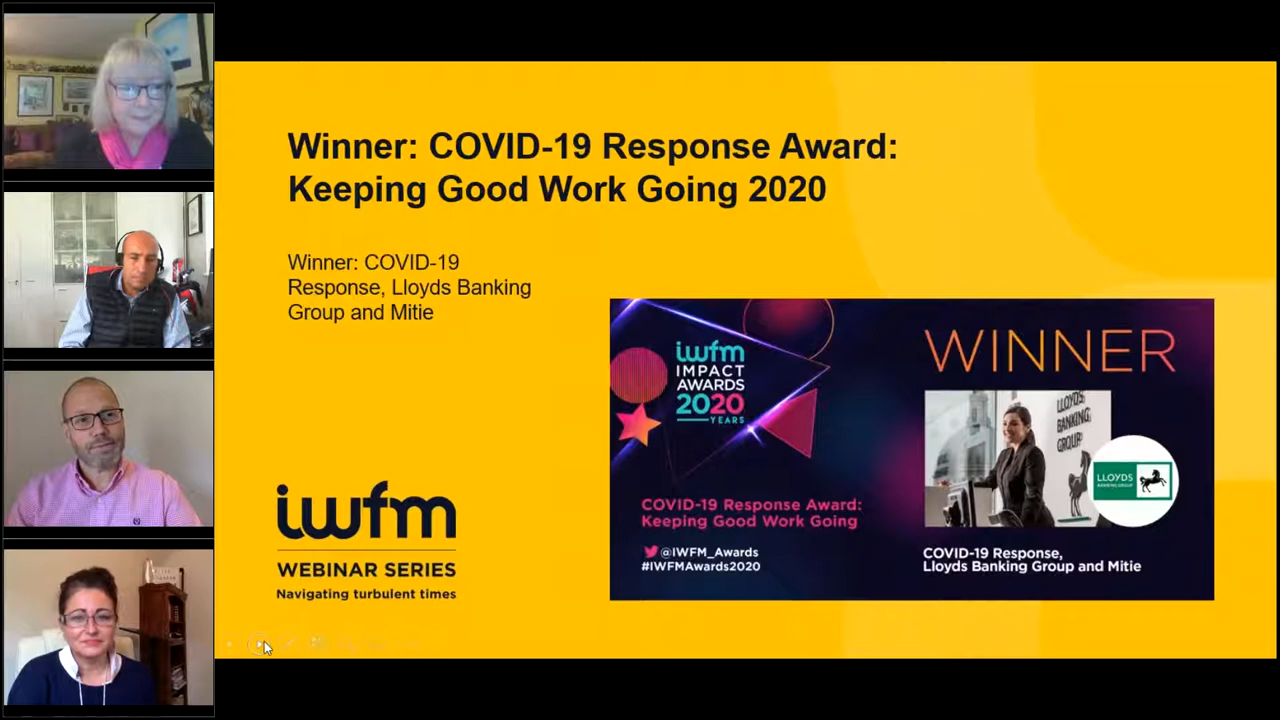 Winner: COVID-19 Response Award:
Keeping Good Work Going 2020
Winner: COVID-19
Response, Lloyds Banking
Group and Mitie
iwfm
WEBINAR SERIES
Navigating turbulent times
iwfm
IMPACT
AWARDS
2020
YEARS
COVID-19 Response Award:
Keeping Good Work Going
@IWFM_Awards
#IWFMAwards2020
WINNER
LLOYDS
BANKING
GROUP
LLOYDS
BANKING GROUP
COVID-19 Response,
Lloyds Banking Group and Mitie